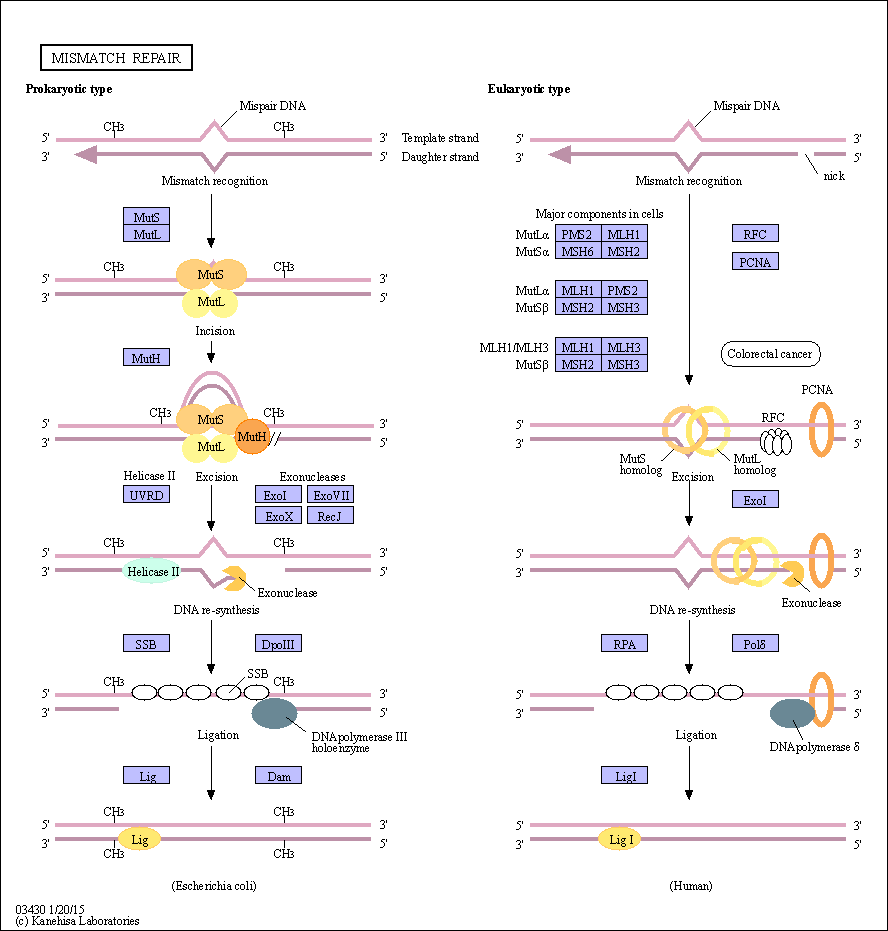 MISMATCH REPAIR
Prokaryotic type
Mispair DNA
CH3
CH3
5'
3'
Template strand
3'
5'
Daughter strand
Mismatch recognition
MutS
MutL
CH3
CH3
MutS
5'
3'
3'
5'
MutL
Incision
MutH
CH3
CH3
MutS
5'
3'
MutH
3'
5'
MutL
Helicase II
Excision
Exonucleases
UVRD
ExoI
ExoVII
ExoX
RecJ
CH3
CH3
5'
3'
3'
5'
Helicase II
Exonuclease
DNA re-synthesis
SSB
DpoIII
SSB
CH3
CH3
5'
3'
3'
5'
DNA polymerase III
holoenzyme
Ligation
Lig
Dam
CH3
CH3
5'
3'
3'
5'
Lig
CH3
CH3
(Escherichia coli)
Eukaryotic type
Mispair DNA
5'
3'
3'
5'
nick
Mismatch recognition
Major components in cells
MutLα PMS2 MLH1
MutSα MSH6 MSH2
RFC
PCNA
MutLα MLH1 PMS2
MutSβ MSH2 MSH3
MLH1/MLH3 MLH1 MLH3
MutSβ MSH2 MSH3
Colorectal cancer
PCNA
RFC
5'
3'
3'
5'
MutS
homolog
MutL
homolog
Excision
ExoI
5'
3'
3'
5'
Exonuclease
DNA re-synthesis
RPA
Polδ
5'
3'
3'
5'
DNA polymerase δ
Ligation
LigI
5'
3'
3'
5'
Lig I
(Human)
03430 1/20/15
(c) Kanehisa Laboratories